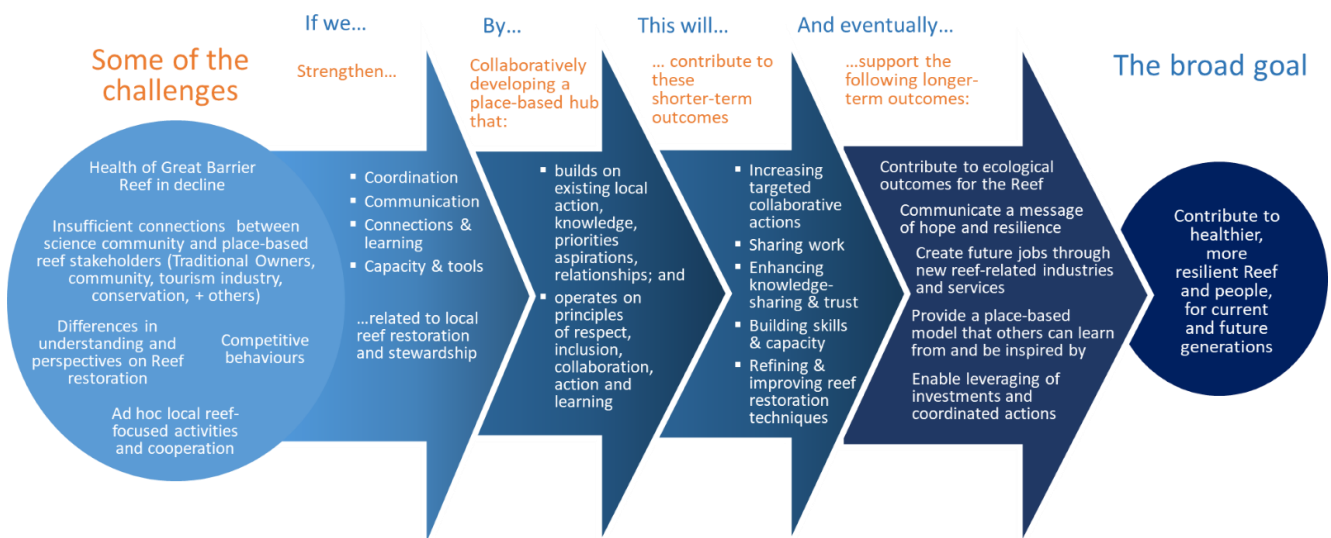 Some of the
challenges
Health of Great Barrier
Reef in decline
Insufficient connections between
science community and place-based
reef stakeholders (Traditional Owners,
community, tourism industry,
conservation, + others)
Differences in
understanding and
perspectives on Reef
restoration
Competitive
behaviours
Ad hoc local reef-
focused activities
and cooperation
If we...
Strengthen...
▪ Coordination
▪ Communication
▪ Connections &
learning
▪ Capacity & tools
...related to local
reef restoration
and stewardship
By...
Collaboratively
developing a
place-based hub
that:
▪ builds on
existing local
action,
knowledge,
priorities
aspirations,
relationships; and
▪ operates on
principles
of respect,
inclusion,
collaboration,
action and
learning
This will...
... contribute to
these
shorter-term
outcomes
▪ Increasing
targeted
collaborative
actions
▪ Sharing work
▪ Enhancing
knowledge-
sharing & trust
▪ Building skills
& capacity
▪ Refining &
improving reef
restoration
techniques
And eventually...
...support the
following longer-
term outcomes:
Contribute to ecological
outcomes for the Reef
Communicate a message
of hope and resilience
Create future jobs through
new reef-related industries
and services
Provide a place-based
model that others can learn
from and be inspired by
Enable leveraging of
investments and
coordinated actions
The broad goal
Contribute to
healthier,
more
resilient Reef
and people,
for current
and future
generations